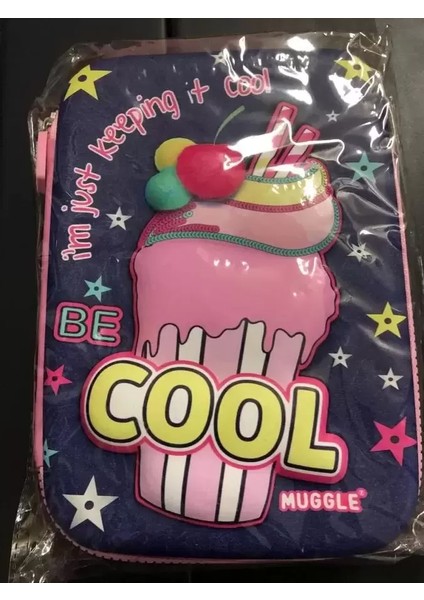 i'm just keeping it cool
BE
COOL
MUGGLE